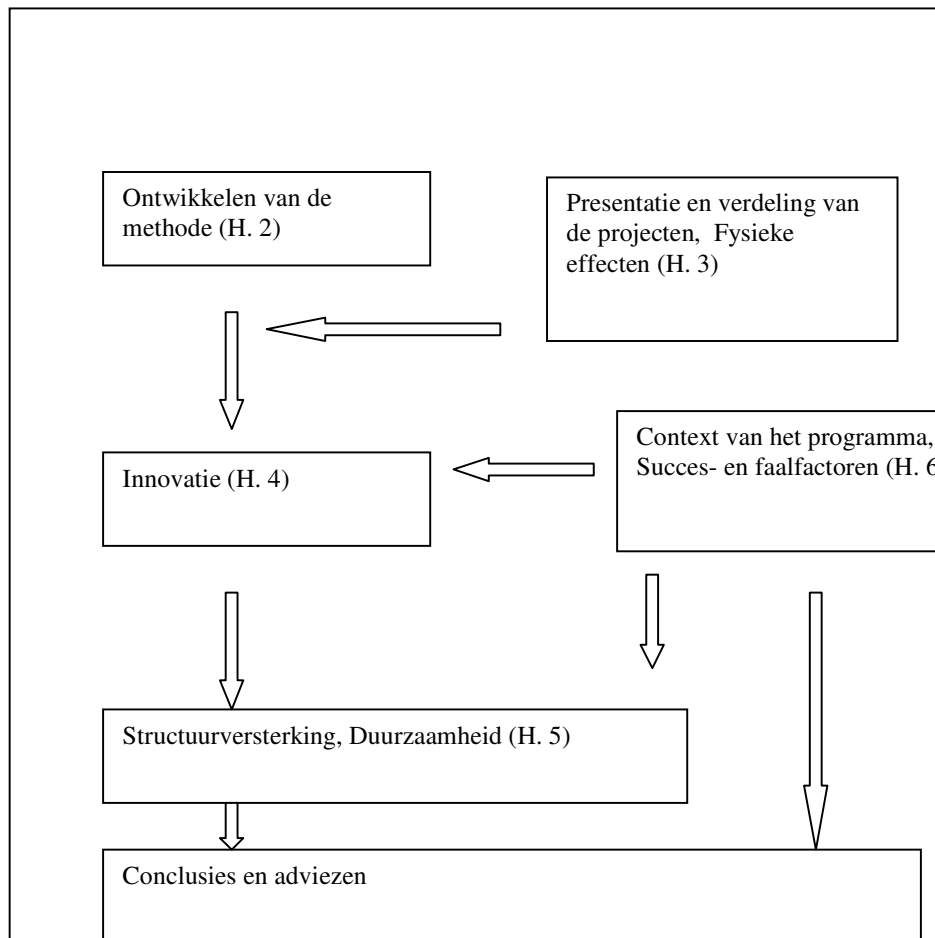 Ontwikkelen van de
methode (H. 2)
Presentatie en verdeling van
de projecten, Fysieke
effecten (H. 3)
Innovatie (H. 4)
Context van het programma,
Succes- en faalfactoren (H. 6
Structuurversterking, Duurzaamheid (H. 5)
Conclusies en adviezen